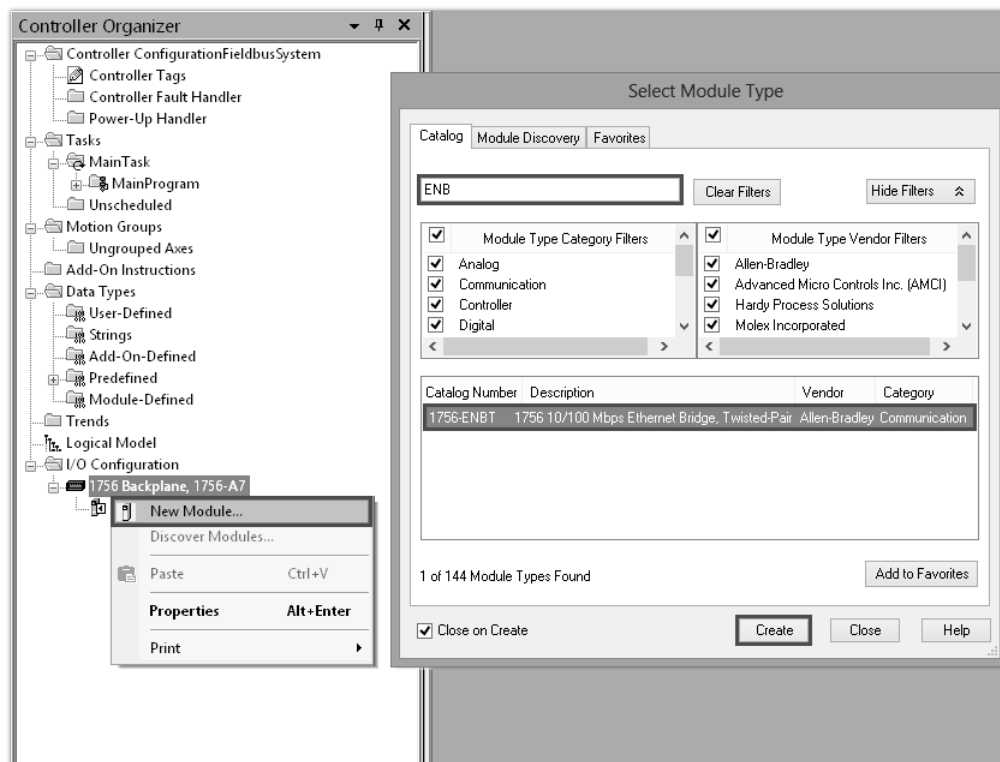 Controller Organizer
Controller ConfigurationFieldbusSystem
Controller Tags
Controller Fault Handler
Power-Up Handler
Tasks
MainTask
MainProgram
Unscheduled
Motion Groups
Ungrouped Axes
Add-On Instructions
Data Types
User-Defined
Strings
Add-On-Defined
Predefined
Module-Defined
Trends
Logical Model
I/O Configuration
1756 Backplane, 1756-A7
New Module...
Discover Modules...
Paste Ctrl+V
Properties Alt+Enter
Print
Select Module Type
Catalog Module Discovery Favorites
ENB Clear Filters Hide Filters
Module Type Category Filters Module Type Vendor Filters
Analog Allen-Bradley
Communication Advanced Micro Controls Inc. (AMCI)
Controller Hardy Process Solutions
Digital Molex Incorporated
Catalog Number Description Vendor Category
1756-ENBT 1756 10/100 Mbps Ethernet Bridge, Twisted-Pair Allen-Bradley Communication
1 of 144 Module Types Found Add to Favorites
Close on Create Create Close Help